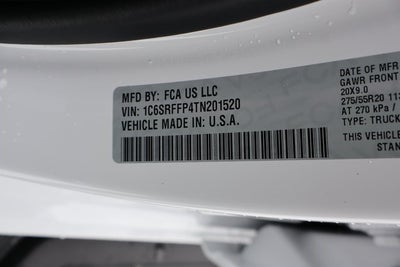 MFD BY: FCA US LLC
VIN: 1C6SRFFP4TN201520
VEHICLE MADE IN: U.S.A.
DATE OF MFR
GAWR FRONT
20X9.0
275/55R20 113
AT 270 kPa /
TYPE: TRUCK
THIS VEHICLE
STAN